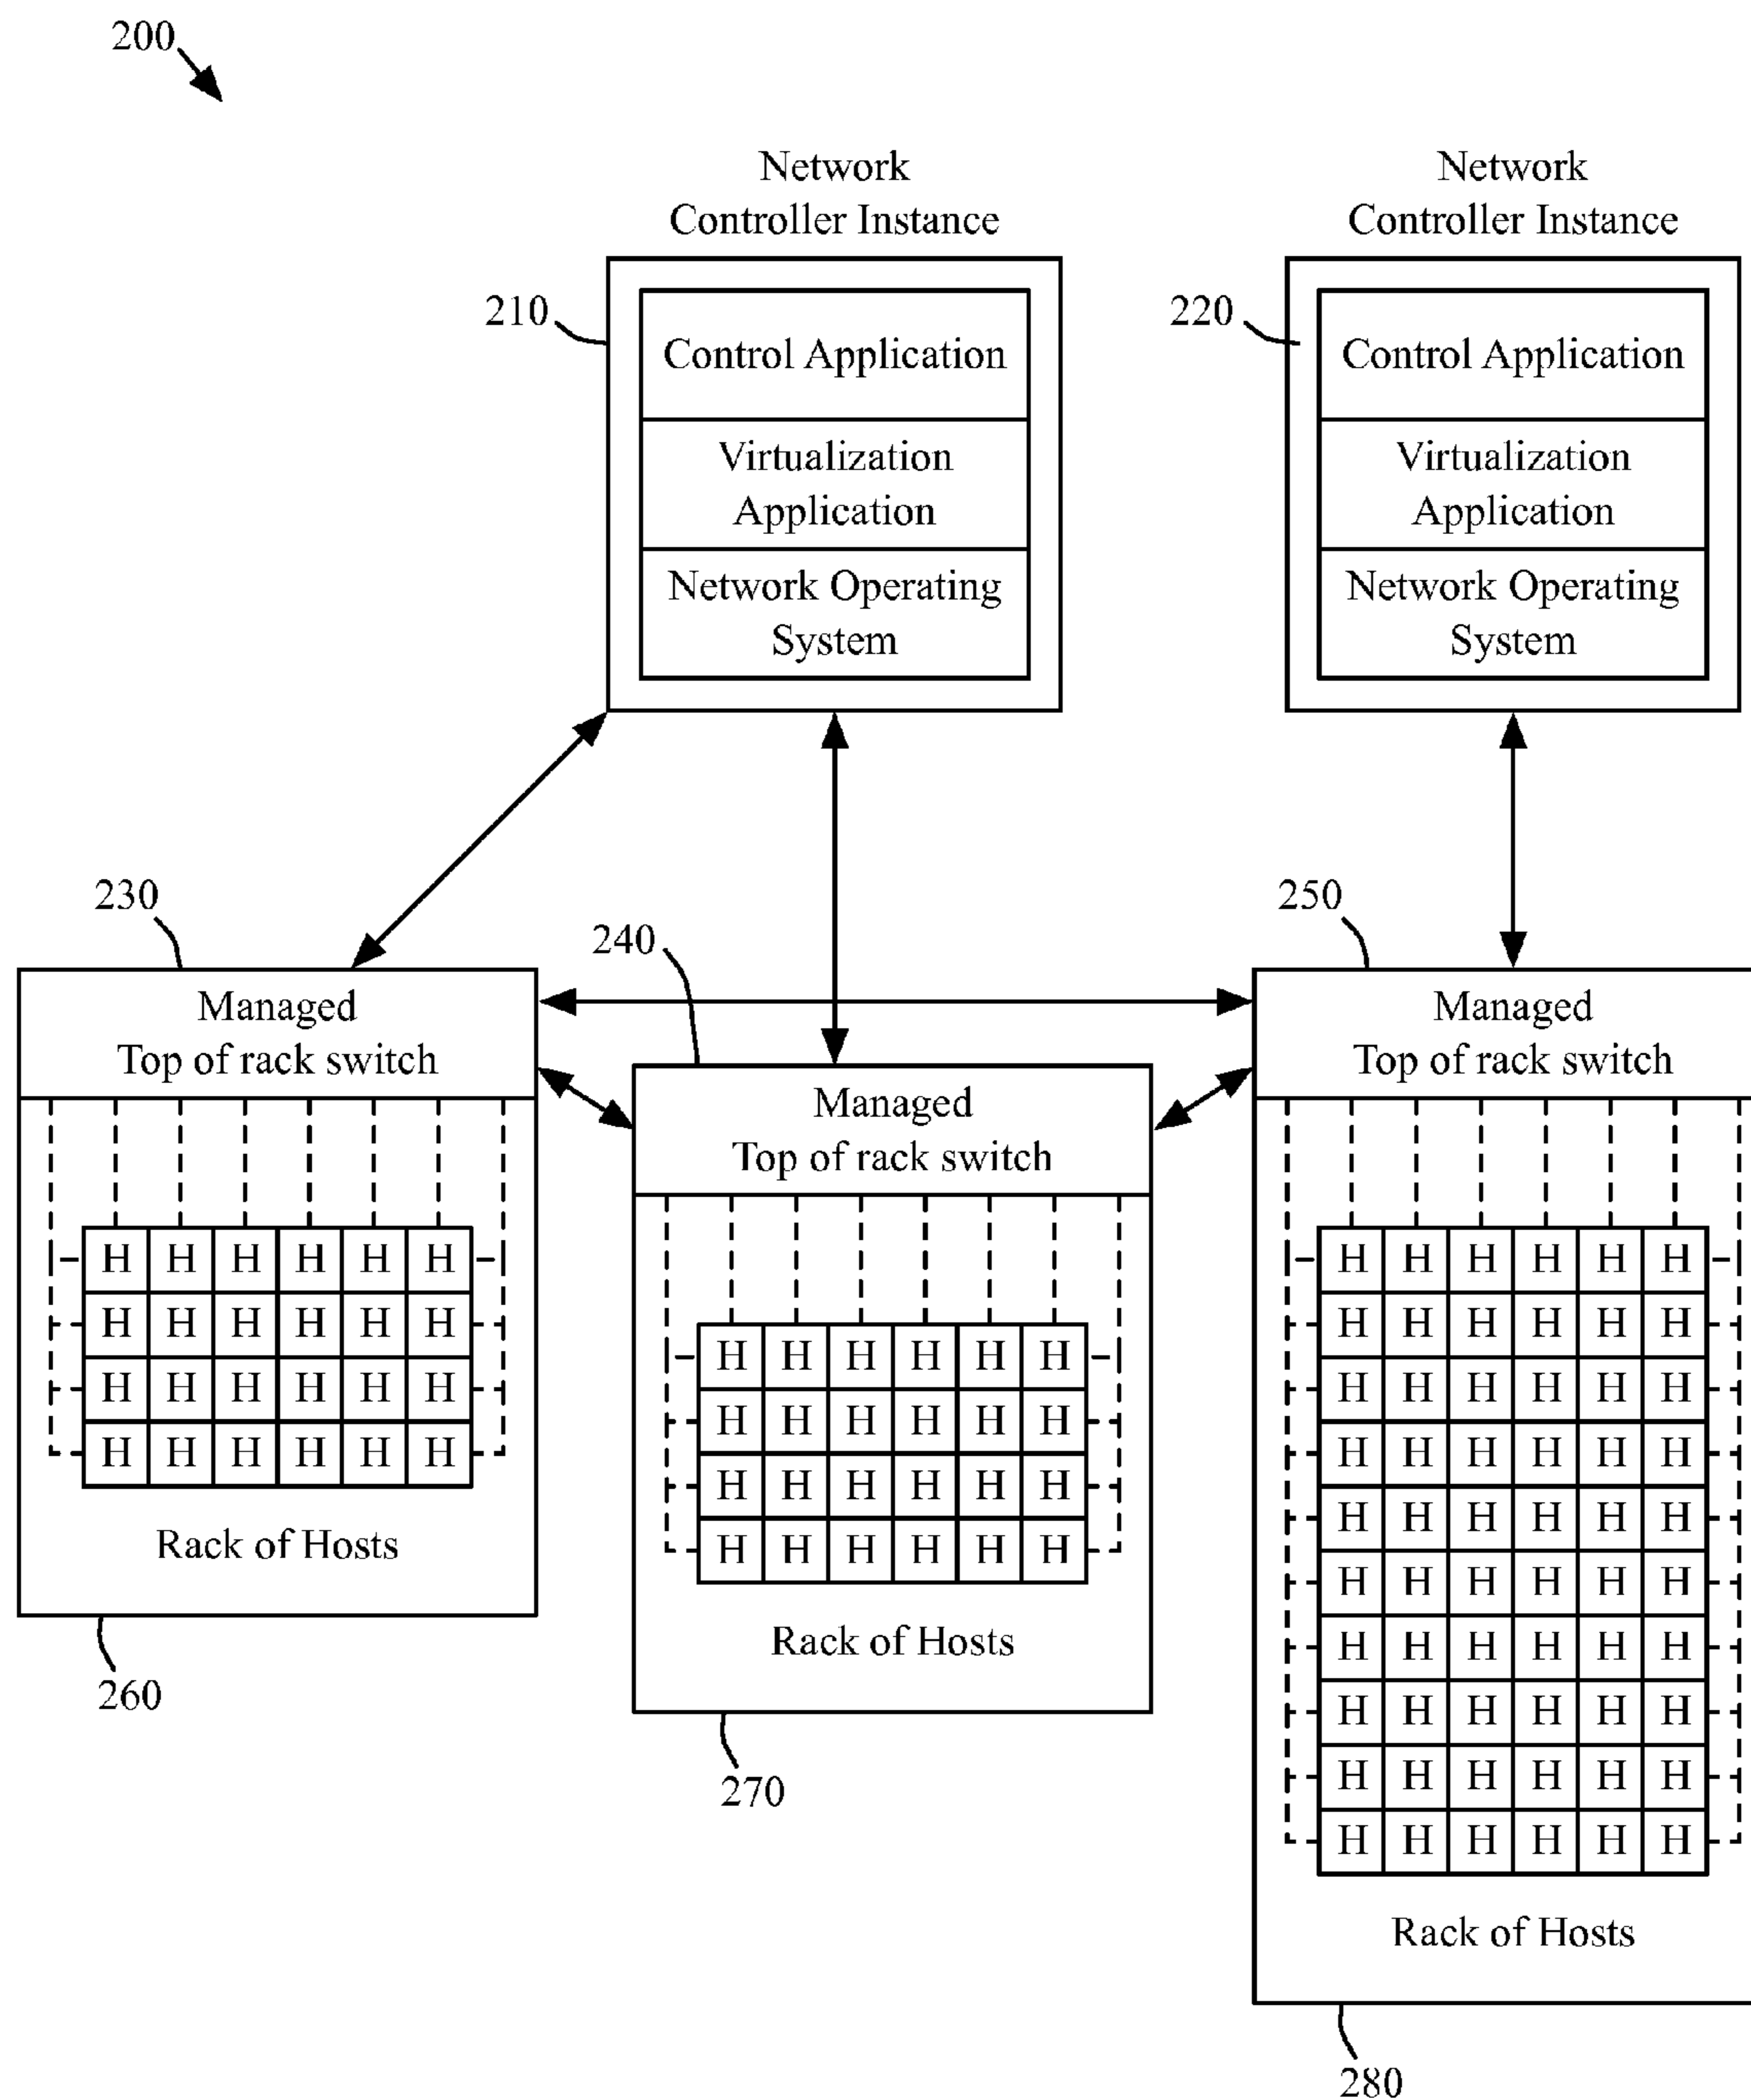 200
Network
Controller Instance
210
Control Application
Virtualization
Application
Network Operating
System
Network
Controller Instance
220
Control Application
Virtualization
Application
Network Operating
System
230
Managed
Top of rack switch
H H H H H H
H H H H H H
H H H H H H
H H H H H H
Rack of Hosts
260
240
Managed
Top of rack switch
H H H H H H
H H H H H H
H H H H H H
H H H H H H
Rack of Hosts
270
250
Managed
Top of rack switch
H H H H H H
H H H H H H
H H H H H H
H H H H H H
H H H H H H
H H H H H H
H H H H H H
H H H H H H
H H H H H H
H H H H H H
Rack of Hosts
280